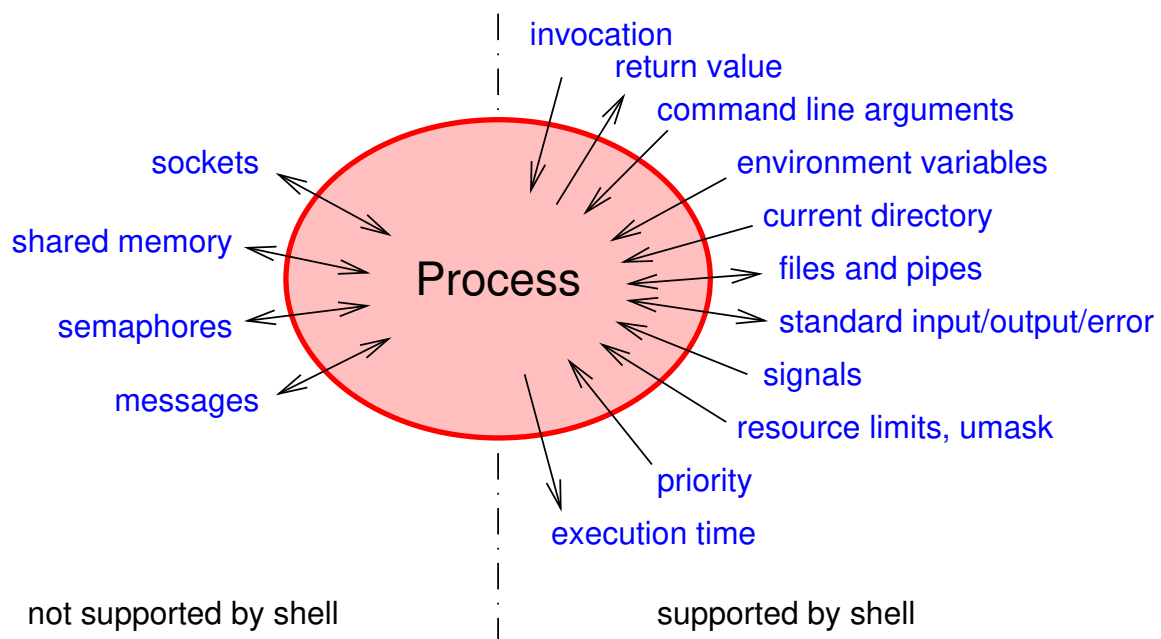 invocation
return value
command line arguments
environment variables
current directory
files and pipes
standard input/output/error
signals
resource limits, umask
priority
execution time
sockets
shared memory
semaphores
messages
Process
not supported by shell
supported by shell